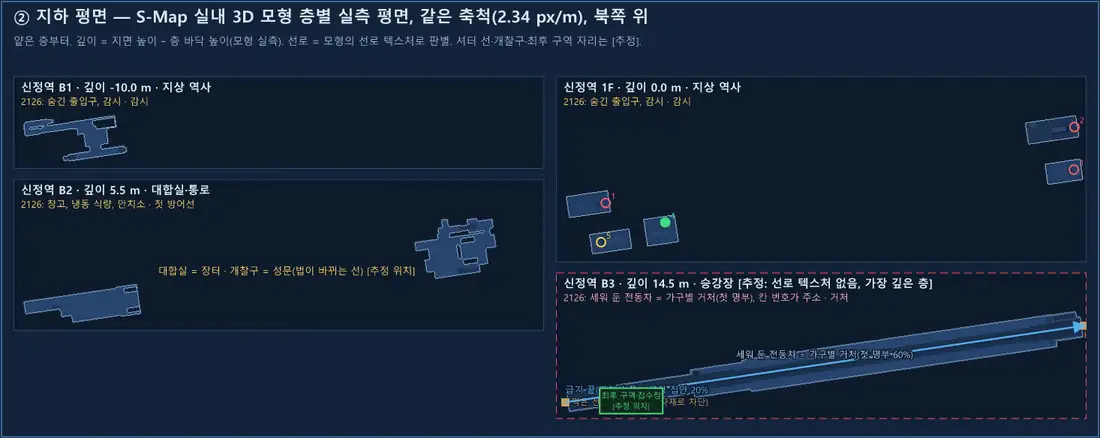 ② 지하 평면 — S-Map 실내 3D 모형 층별 실측 평면, 같은 축척(2.34 px/m), 북쪽 위
얕은 층부터. 깊이 = 지면 높이 − 층 바닥 높이(모형 실측). 선로 = 모형의 선로 텍스처로 판별. 셔터 선·개찰구·최후 구역 자리는 [추정].
신정역 B1 · 깊이 -10.0 m · 지상 역사
2126: 숨긴 출입구, 감시 · 감시
신정역 B2 · 깊이 5.5 m · 대합실·통로
2126: 창고, 냉동 식량, 안치소 · 첫 방어선
대합실 = 장터 · 개찰구 = 성문(법이 바뀌는 선) [추정 위치]
신정역 1F · 깊이 0.0 m · 지상 역사
2126: 숨긴 출입구, 감시 · 감시
2
1
5
신정역 B3 · 깊이 14.5 m · 승강장 [추정: 선로 텍스처 없음, 가장 깊은 층]
2126: 세워 둔 전동차 = 가구별 거처(첫 명부), 칸 번호가 주소 · 거처
세워 둔 전동차 = 가구별 거처(첫 명부·60%)
20%
최후 구역·집수정
[추정 위치]
차단)